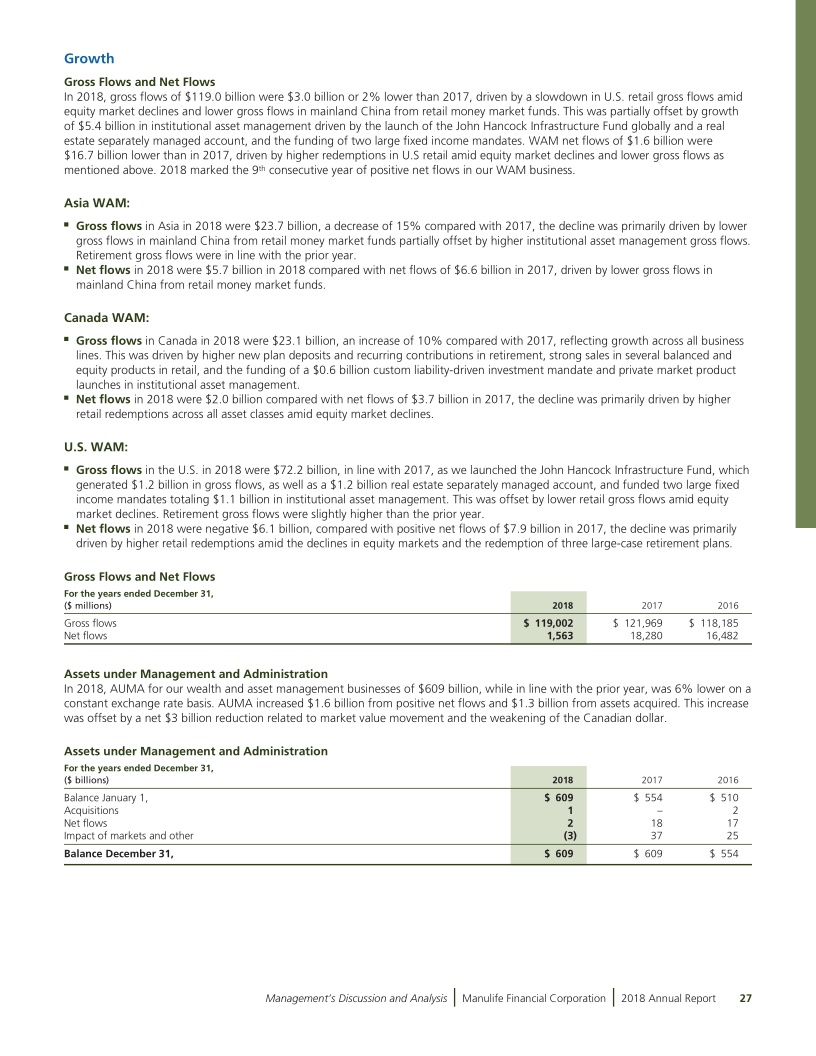 Growth
Gross Flows and Net Flows
In 2018, gross flows of $119.0 billion were $3.0 billion or 2% lower than 2017, driven by a slowdown in U.S. retail gross flows amid
equity market declines and lower gross flows in mainland China from retail money market funds. This was partially offset by growth
of $5.4 billion in institutional asset management driven by the launch of the John Hancock Infrastructure Fund globally and a real
estate separately managed account, and the funding of two large fixed income mandates. WAM net flows of $1.6 billion were
$16.7 billion lower than in 2017, driven by higher redemptions in U.S retail amid equity market declines and lower gross flows as
mentioned above. 2018 marked the 9th consecutive year of positive net flows in our WAM business.
Asia WAM:
▪ Gross flows in Asia in 2018 were $23.7 billion, a decrease of 15% compared with 2017, the decline was primarily driven by lower
gross flows in mainland China from retail money market funds partially offset by higher institutional asset management gross flows.
Retirement gross flows were in line with the prior year.
▪ Net flows in 2018 were $5.7 billion in 2018 compared with net flows of $6.6 billion in 2017, driven by lower gross flows in
mainland China from retail money market funds.
Canada WAM:
▪ Gross flows in Canada in 2018 were $23.1 billion, an increase of 10% compared with 2017, reflecting growth across all business
lines. This was driven by higher new plan deposits and recurring contributions in retirement, strong sales in several balanced and
equity products in retail, and the funding of a $0.6 billion custom liability-driven investment mandate and private market product
launches in institutional asset management.
▪ Net flows in 2018 were $2.0 billion compared with net flows of $3.7 billion in 2017, the decline was primarily driven by higher
retail redemptions across all asset classes amid equity market declines.
U.S. WAM:
▪ Gross flows in the U.S. in 2018 were $72.2 billion, in line with 2017, as we launched the John Hancock Infrastructure Fund, which
generated $1.2 billion in gross flows, as well as a $1.2 billion real estate separately managed account, and funded two large fixed
income mandates totaling $1.1 billion in institutional asset management. This was offset by lower retail gross flows amid equity
market declines. Retirement gross flows were slightly higher than the prior year.
▪ Net flows in 2018 were negative $6.1 billion, compared with positive net flows of $7.9 billion in 2017, the decline was primarily
driven by higher retail redemptions amid the declines in equity markets and the redemption of three large-case retirement plans.
Gross Flows and Net Flows
For the years ended December 31,
($ millions) 2018 2017 2016
Gross flows $ 119,002 $ 121,969 $ 118,185
Net flows 1,563 18,280 16,482
Assets under Management and Administration
In 2018, AUMA for our wealth and asset management businesses of $609 billion, while in line with the prior year, was 6% lower on a
constant exchange rate basis. AUMA increased $1.6 billion from positive net flows and $1.3 billion from assets acquired. This increase
was offset by a net $3 billion reduction related to market value movement and the weakening of the Canadian dollar.
Assets under Management and Administration
For the years ended December 31,
($ billions) 2018 2017 2016
Balance January 1, $ 609 $ 554 $ 510
Acquisitions 1 – 2
Net flows 2 18 17
Impact of markets and other (3) 37 25
Balance December 31, $ 609 $ 609 $ 554
Management's Discussion and Analysis | Manulife Financial Corporation | 2018 Annual Report 27